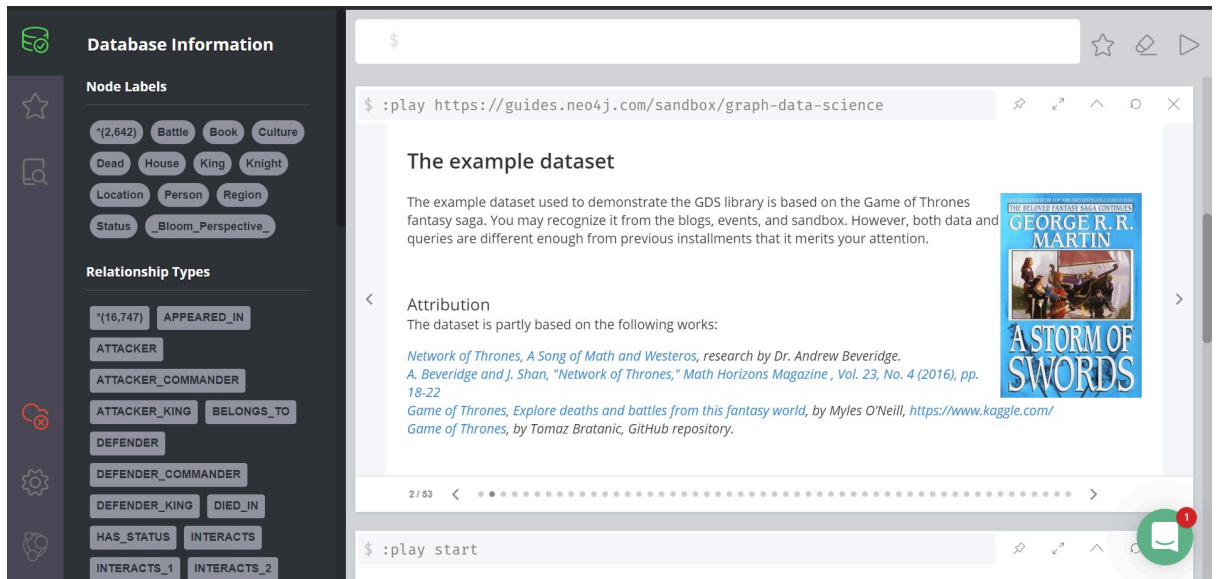 Database Information
Node Labels
*(2,642) Battle Book Culture
Dead House King Knight
Location Person Region
Status _Bloom_Perspective_
Relationship Types
*(16,747) APPEARED_IN
ATTACKER
ATTACKER_COMMANDER
ATTACKER_KING BELONGS_TO
DEFENDER
DEFENDER_COMMANDER
DEFENDER_KING DIED_IN
HAS_STATUS INTERACTS
INTERACTS_1 INTERACTS_2
$
$ :play https://guides.neo4j.com/sandbox/graph-data-science
The example dataset
The example dataset used to demonstrate the GDS library is based on the Game of Thrones
fantasy saga. You may recognize it from the blogs, events, and sandbox. However, both data and
queries are different enough from previous installments that it merits your attention.
THE BELOVED FANTASY SAGA CONTINUES
GEORGE R. R.
MARTIN
A STORM OF
SWORDS
Attribution
The dataset is partly based on the following works:
Network of Thrones, A Song of Math and Westeros, research by Dr. Andrew Beveridge.
A. Beveridge and J. Shan, "Network of Thrones," Math Horizons Magazine , Vol. 23, No. 4 (2016), pp.
18-22
Game of Thrones, Explore deaths and battles from this fantasy world, by Myles O’Neill, https://www.kaggle.com/
Game of Thrones, by Tomaz Bratanic, GitHub repository.
2 / 53
1
$ :play start